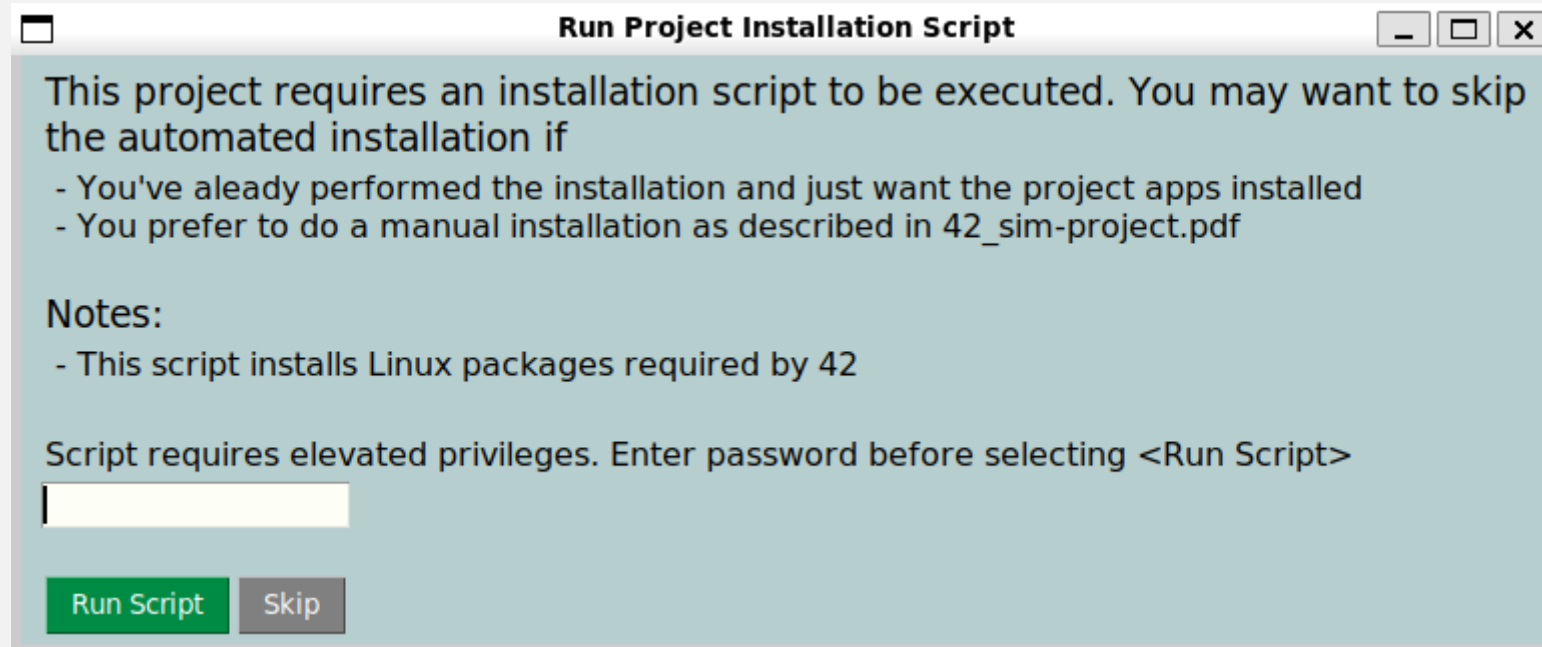 Run Project Installation Script
This project requires an installation script to be executed. You may want to skip
the automated installation if
- You've aleady performed the installation and just want the project apps installed
- You prefer to do a manual installation as described in 42_sim-project.pdf
Notes:
- This script installs Linux packages required by 42
Script requires elevated privileges. Enter password before selecting <Run Script>
Run Script Skip